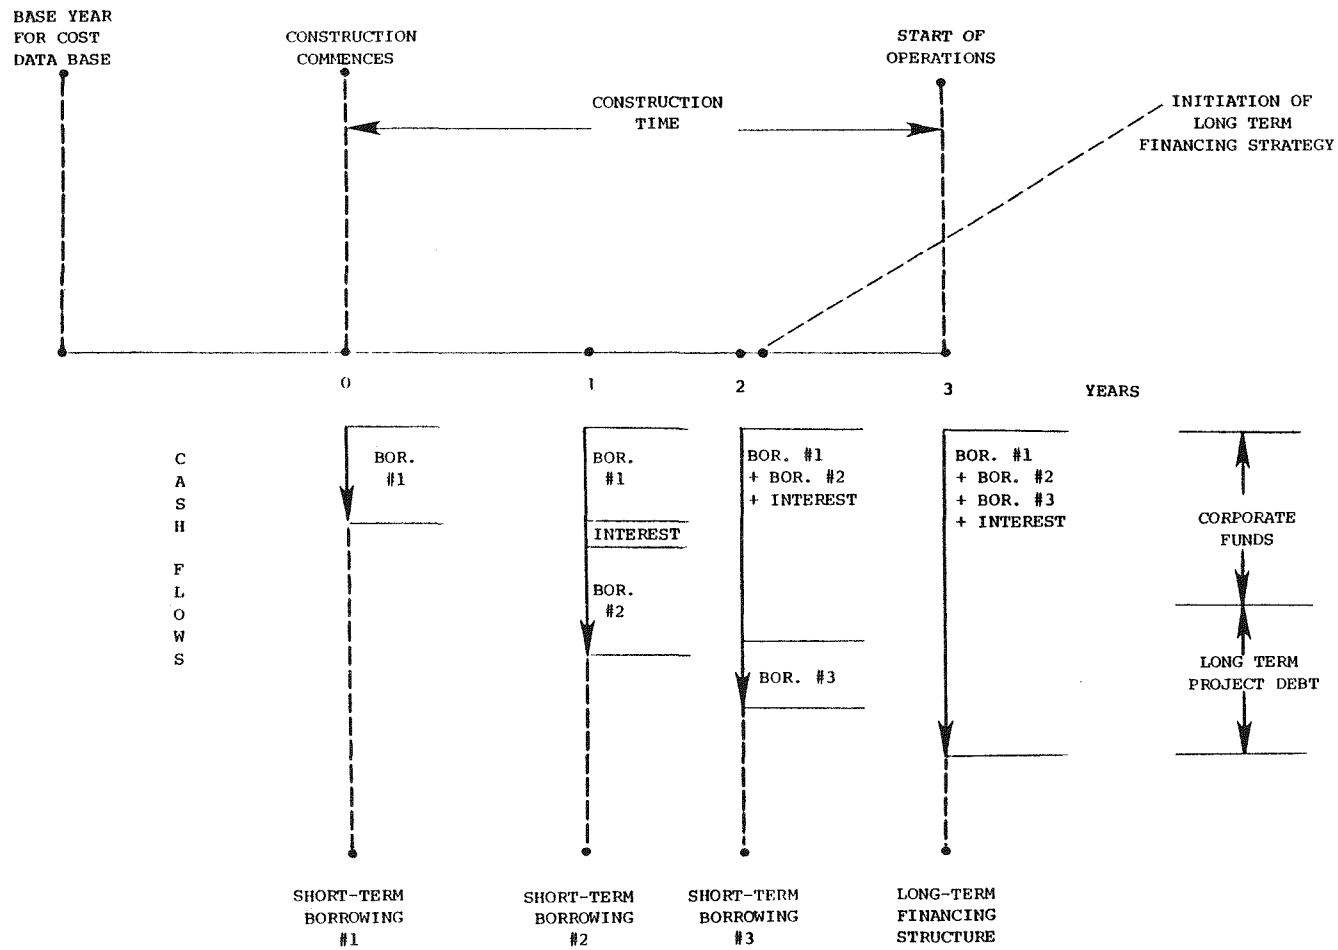 BASE YEAR
FOR COST
DATA BASE
CONSTRUCTION
COMMENCES
START OF
OPERATIONS
CONSTRUCTION
TIME
INITIATION OF
LONG TERM
FINANCING STRATEGY
0
1
2
3
YEARS
CASH FLOWS
BOR.
#1
BOR.
#1
INTEREST
BOR.
#2
BOR. #1
+ BOR. #2
+ INTEREST
BOR. #3
BOR. #1
+ BOR. #2
+ BOR. #3
+ INTEREST
CORPORATE
FUNDS
LONG TERM
PROJECT DEBT
SHORT-TERM
BORROWING
#1
SHORT-TERM
BORROWING
#2
SHORT-TERM
BORROWING
#3
LONG-TERM
FINANCING
STRUCTURE